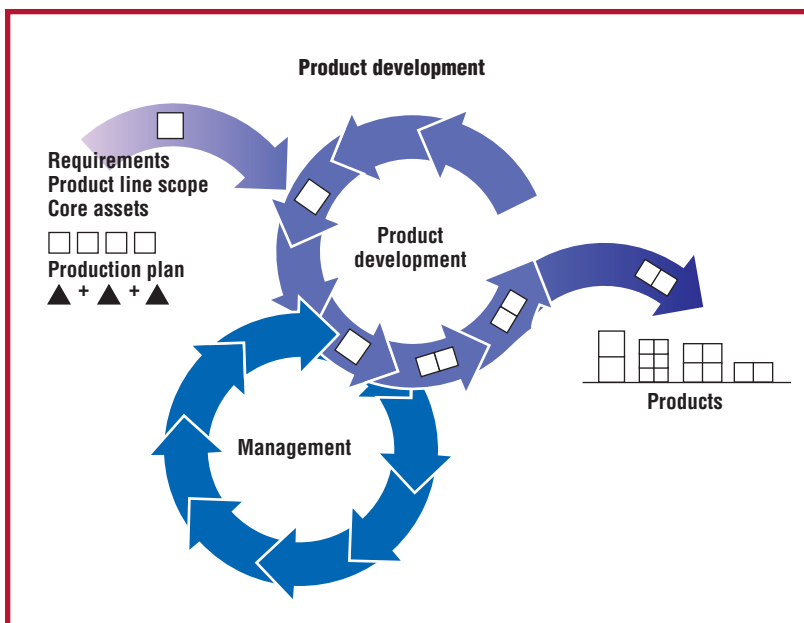 Product development
Requirements
Product line scope
Core assets
Production plan
+ +
Product
development
Management
Products